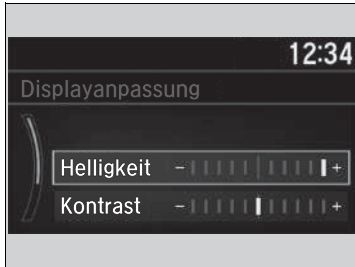 12:34
Displayanpassung
Helligkeit - +
Kontrast - +